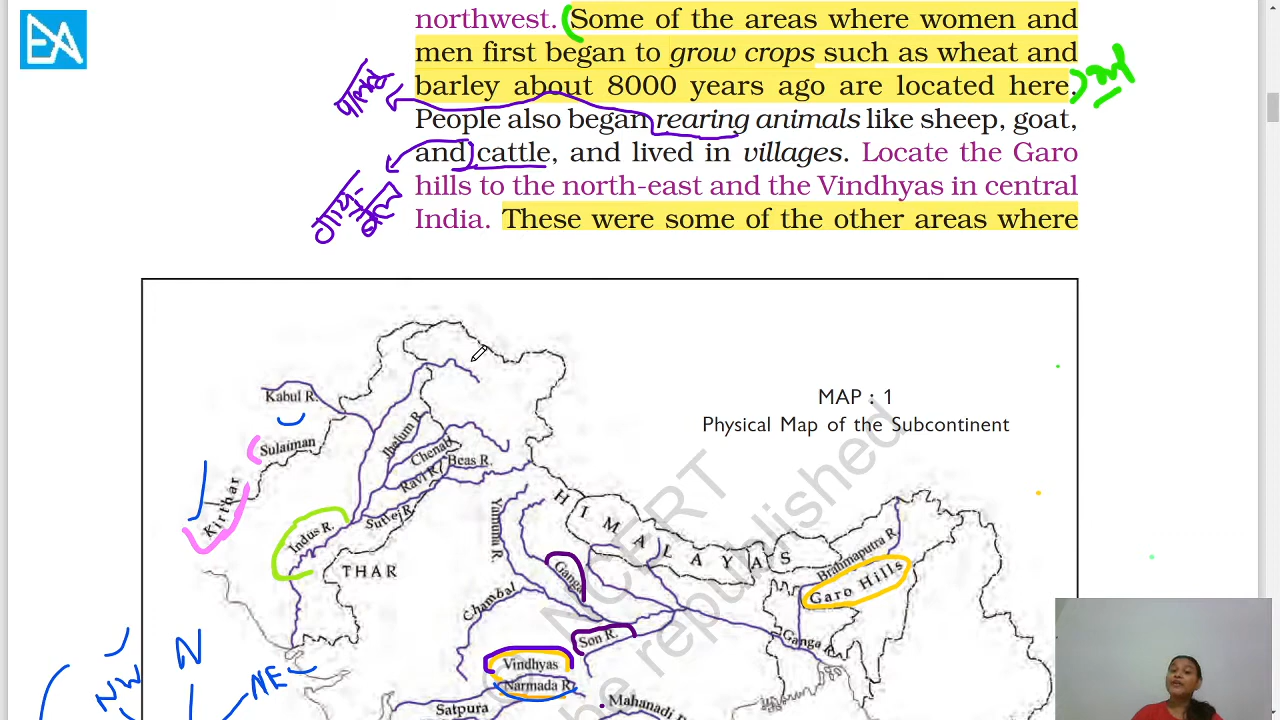 EA
northwest. (Some of the areas where women and
men first began to grow crops such as wheat and
barley about 8000 years ago are located here.)
People also began rearing animals like sheep, goat,
and cattle, and lived in villages. Locate the Garo
hills to the north-east and the Vindhyas in central
India. These were some of the other areas where
MAP : 1
Physical Map of the Subcontinent
Kabul R.
Sulaiman
Kirthar
Jhelum R.
Chenab
Beas R.
Ravi R.
Sutlej R.
Indus R.
THAR
Yamuna R.
HIMALAYAS
Brahmaputra R.
Garo Hills
Ganga
Chambal
Son R.
Ganga R.
Vindhyas
Narmada R.
Satpura
Mahanadi R.
© NCERT
be republished
N
NW
NE